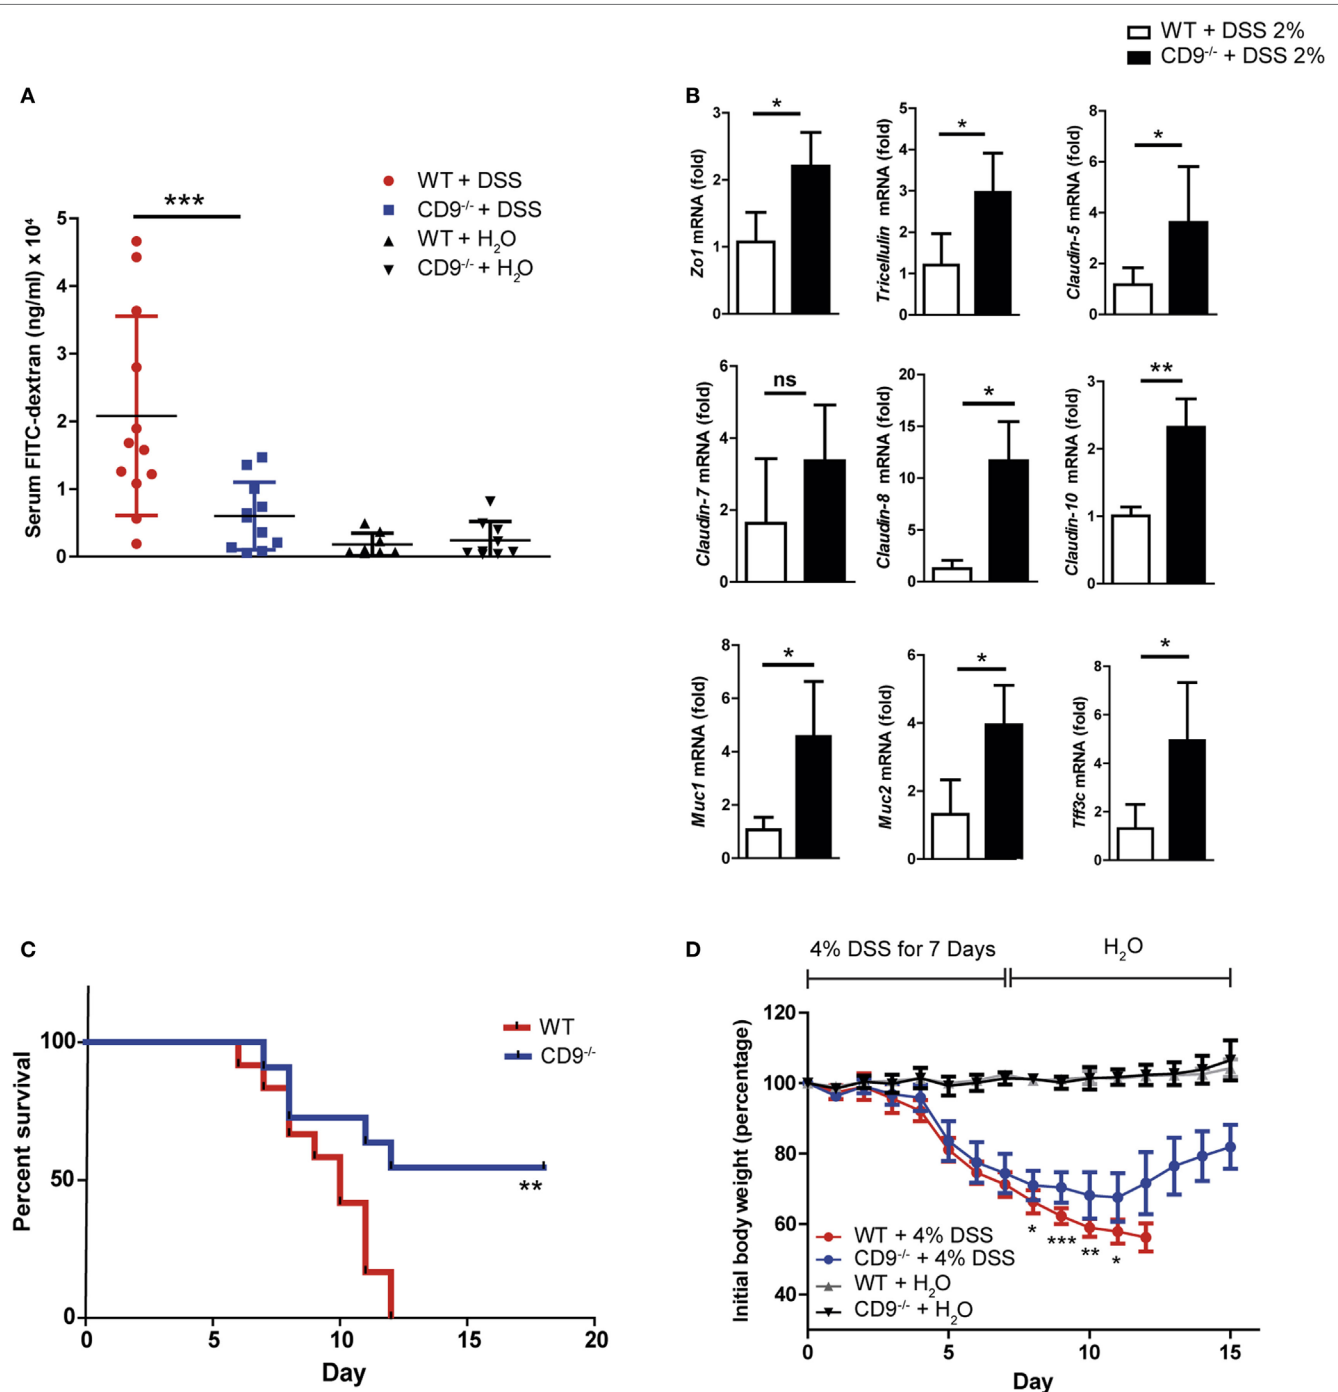 WT + DSS 2%
CD9-/- + DSS 2%
A
WT + DSS
CD9-/- + DSS
WT + H2O
CD9-/- + H2O
***
Serum FITC-dextran (ng/ml) x 10⁴
5
4
3
2
1
0
B
*
Zo1 mRNA (fold)
3
2
1
0
*
Tricellulin mRNA (fold)
5
4
3
2
1
0
*
Claudin-5 mRNA (fold)
8
6
4
2
0
ns
Claudin-7 mRNA (fold)
6
4
2
0
*
Claudin-8 mRNA (fold)
20
15
10
5
0
**
Claudin-10 mRNA (fold)
3
2
1
0
*
Muc1 mRNA (fold)
8
6
4
2
0
*
Muc2 mRNA (fold)
6
4
2
0
*
Tff3c mRNA (fold)
8
6
4
2
0
C
WT
CD9-/-
Percent survival
100
50
0
**
0 5 10 15 20
Day
D
4% DSS for 7 Days H2O
Initial body weight (percentage)
120
100
80
60
40
* *** ** *
WT + 4% DSS
CD9-/- + 4% DSS
WT + H2O
CD9-/- + H2O
0 5 10 15
Day